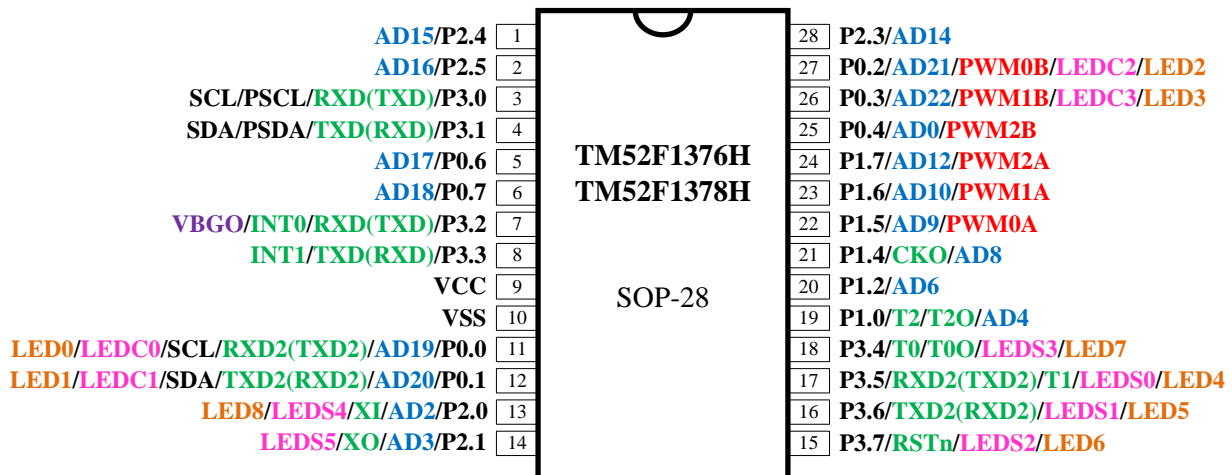 AD15/P2.4 1 28 P2.3/AD14
AD16/P2.5 2 27 P0.2/AD21/PWM0B/LEDC2/LED2
SCL/PSCL/RXD(TXD)/P3.0 3 26 P0.3/AD22/PWM1B/LEDC3/LED3
SDA/PSDA/TXD(RXD)/P3.1 4 25 P0.4/AD0/PWM2B
AD17/P0.6 5 TM52F1376H 24 P1.7/AD12/PWM2A
AD18/P0.7 6 TM52F1378H 23 P1.6/AD10/PWM1A
VBGO/INT0/RXD(TXD)/P3.2 7 22 P1.5/AD9/PWM0A
INT1/TXD(RXD)/P3.3 8 21 P1.4/CKO/AD8
VCC 9 SOP-28 20 P1.2/AD6
VSS 10 19 P1.0/T2/T2O/AD4
LED0/LEDC0/SCL/RXD2(TXD2)/AD19/P0.0 11 18 P3.4/T0/T0O/LEDS3/LED7
LED1/LEDC1/SDA/TXD2(RXD2)/AD20/P0.1 12 17 P3.5/RXD2(TXD2)/T1/LEDS0/LED4
LED8/LEDS4/XI/AD2/P2.0 13 16 P3.6/TXD2(RXD2)/LEDS1/LED5
LEDS5/XO/AD3/P2.1 14 15 P3.7/RSTn/LEDS2/LED6